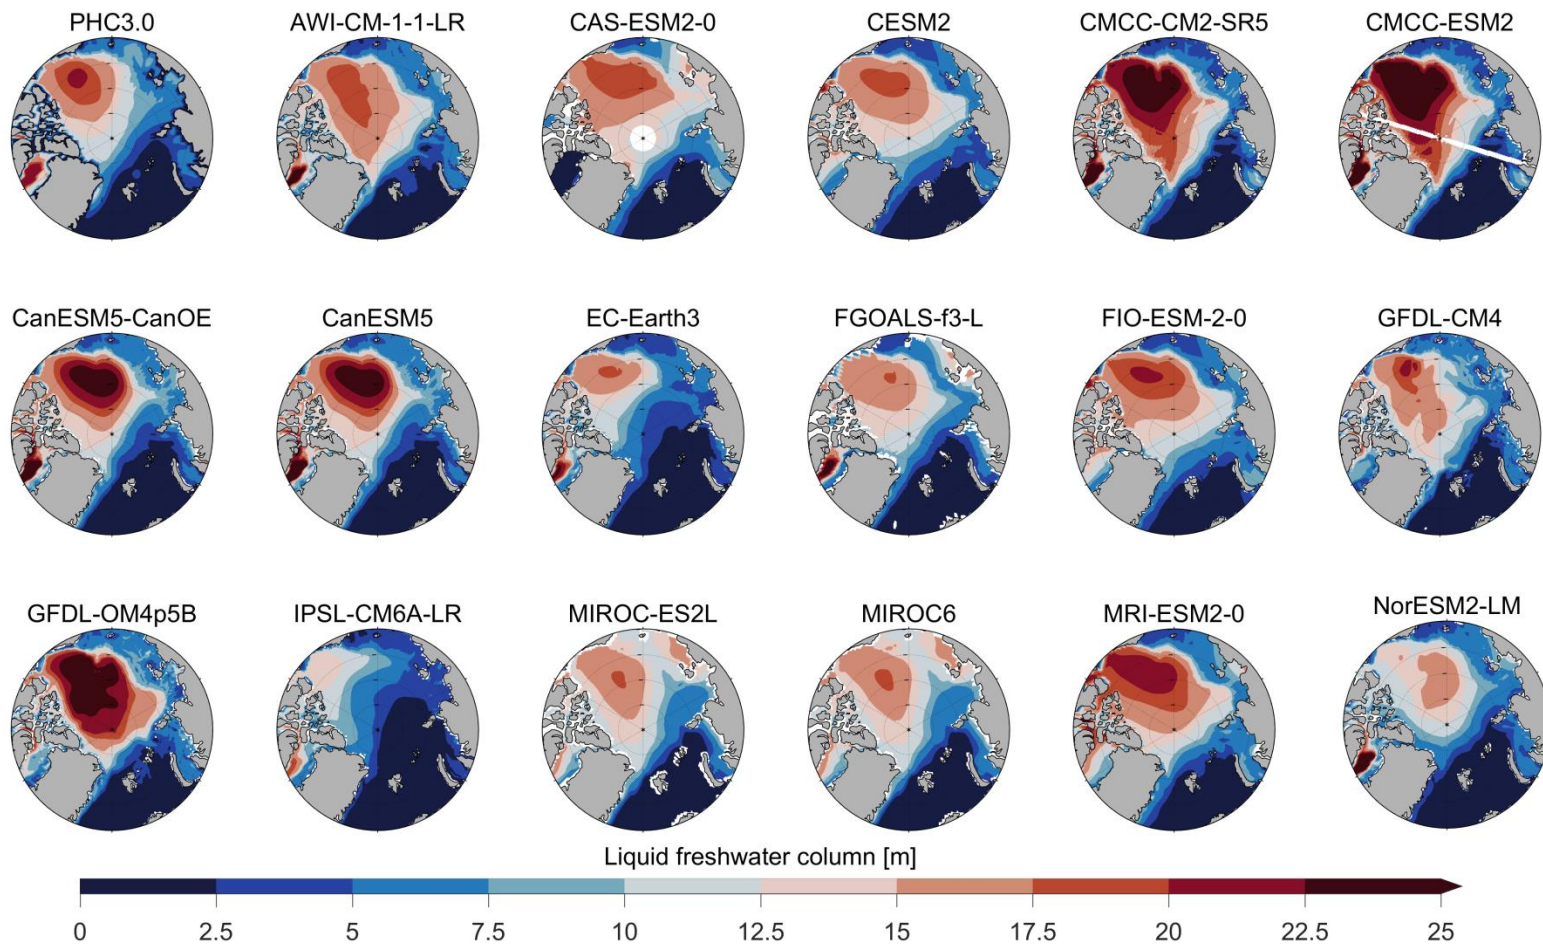 PHC3.0 AWI-CM-1-1-LR CAS-ESM2-0 CESM2 CMCC-CM2-SR5 CMCC-ESM2
CanESM5-CanOE CanESM5 EC-Earth3 FGOALS-f3-L FIO-ESM-2-0 GFDL-CM4
GFDL-OM4p5B IPSL-CM6A-LR MIROC-ES2L MIROC6 MRI-ESM2-0 NorESM2-LM
Liquid freshwater column [m]
0 2.5 5 7.5 10 12.5 15 17.5 20 22.5 25